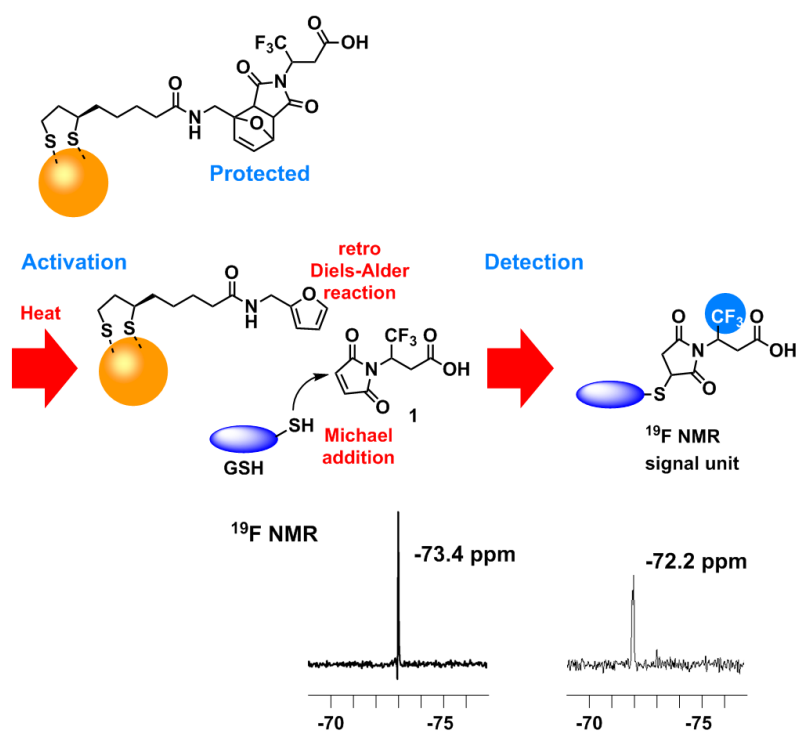 O
F₃C
OH
O
N
O
O
N
H
O
S
S
Protected
Activation
Heat
O
N
H
O
S
S
retro
Diels-Alder
reaction
O
CF₃
O
N
OH
O
1
SH
GSH
Michael
addition
Detection
O
CF₃
O
N
OH
O
S
¹⁹F NMR
signal unit
¹⁹F NMR
-73.4 ppm
-72.2 ppm
-70
-75
-70
-75